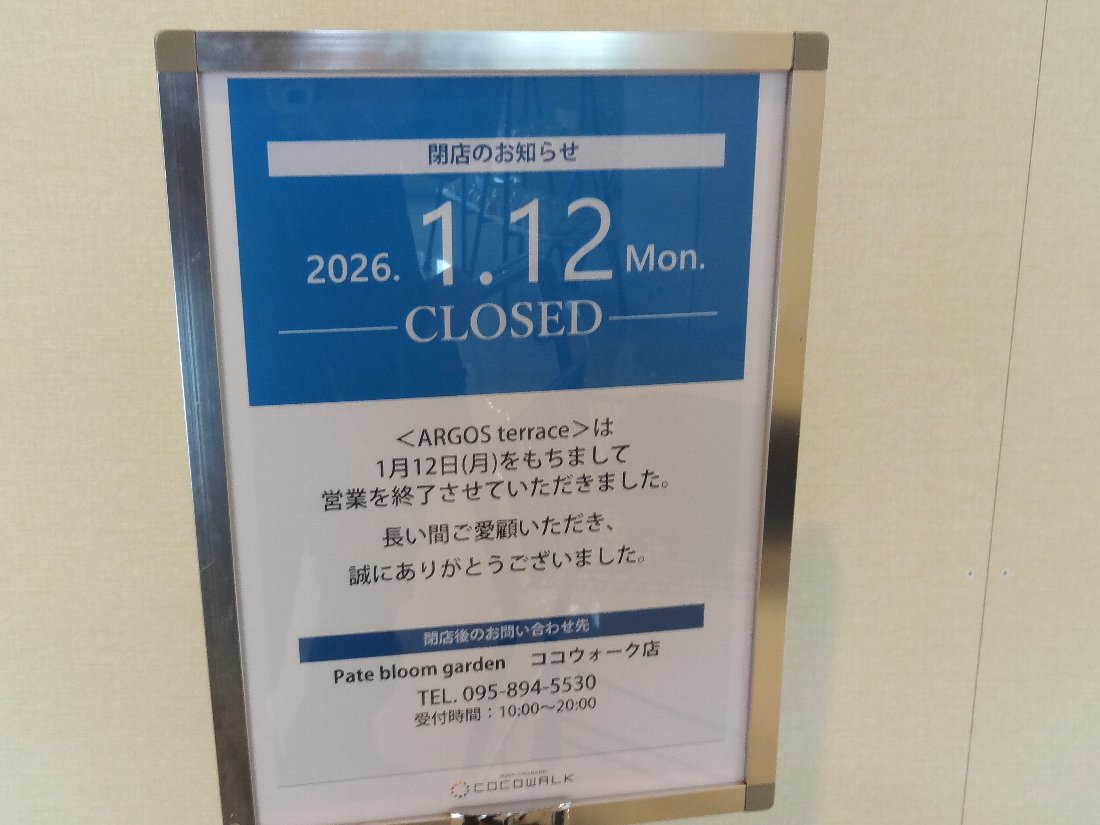 閉店のお知らせ
2026. 1.12 Mon.
CLOSED
＜ARGOS terrace＞は
1月12日(月)をもちまして
営業を終了させていただきました。
長い間ご愛顧いただき、
誠にありがとうございました。
閉店後のお問い合わせ先
Pate bloom garden　ココウォーク店
TEL. 095-894-5530
受付時間：10:00～20:00
COCOWALK